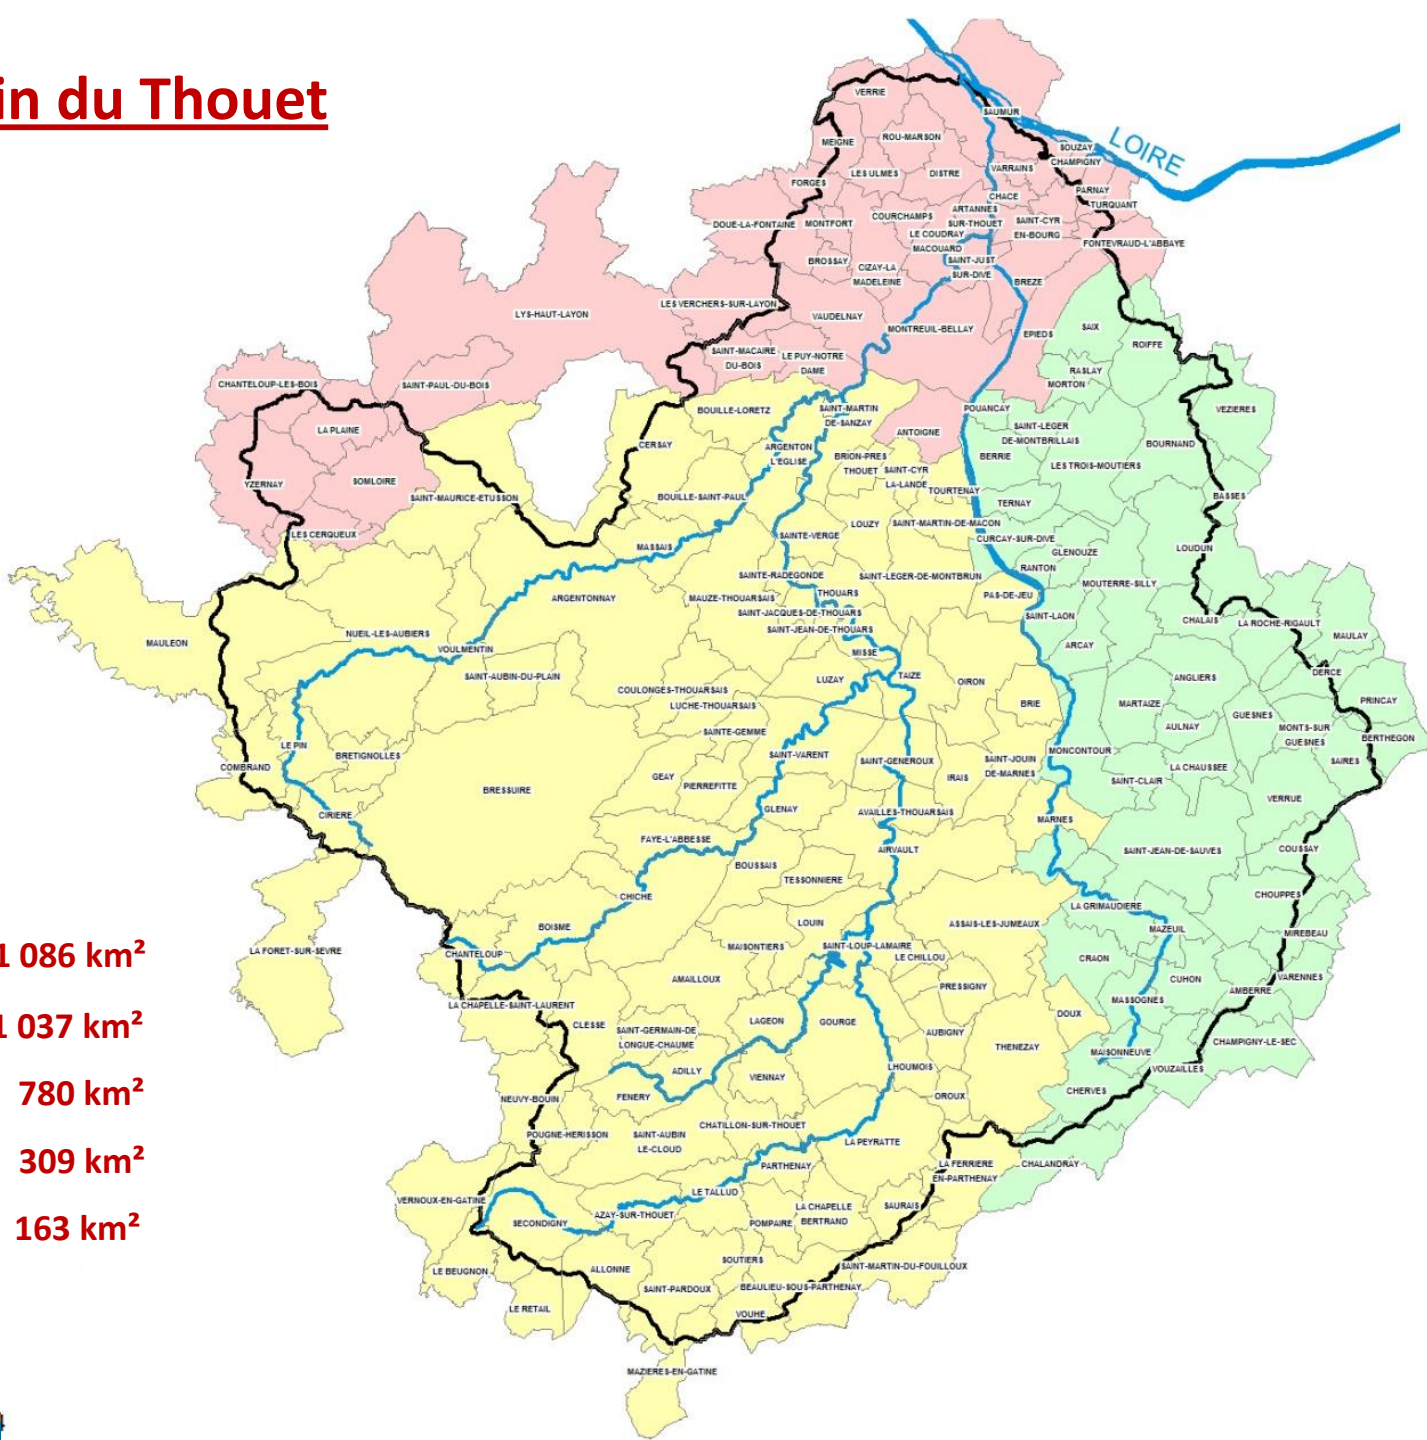 in du Thouet
LOIRE
VERRIE
SAUMUR
MEIGNE
ROU-MARSON
SOUZAY
CHAMPIGNY
LES ULMES
DISTRE
VARRAINS
FORGES
PARNAY
CHACE
TURQUANT
DOUE-LA-FONTAINE
MONTFORT
COURCHAMPS
ARTANNES
SUR-THOUET
SAINT-CYR
EN-BOURG
LE COUDRAY
MACOUARD
FONTEVRAUD-L'ABBAYE
BROSSAY
CIZAY-LA
MADELEINE
SAINT-JUST
SUR-DIVE
BREZE
LES VERCHERS-SUR-LAYON
LYS-HAUT-LAYON
VAUDELNAY
MONTREUIL-BELLAY
EPIEDS
SAIX
ROIFFE
SAINT-MACAIRE
DU-BOIS
LE PUY-NOTRE
DAME
RASLAY
MORTON
CHANTELOUP-LES-BOIS
SAINT-PAUL-DU-BOIS
VEZIERES
BOUILLE-LORETZ
SAINT-MARTIN
DE-SANZAY
POUANCAY
LA PLAINE
ANTOIGNE
SAINT-LEGER
DE-MONTBRILLAIS
BOURNAND
CERSAY
ARGENTON
L'EGLISE
BRION-PRES
THOUET
BERRIE
LES TROIS-MOUTIERS
SAINT-CYR
LA-LANDE
TOURTENAY
YZERNAY
SOMLOIRE
SAINT-MAURICE-ETUSSON
BOUILLE-SAINT-PAUL
BASSES
TERNAY
LES CERQUEUX
SAINTE-VERGE
LOUZY
SAINT-MARTIN-DE-MACON
CURCAY-SUR-DIVE
GLENOUZE
LOUDUN
MASSAIS
RANTON
SAINTE-RADEGONDE
SAINT-LEGER-DE-MONTBRUN
MOUTERRE-SILLY
ARGENTONNAY
MAUZE-THOUARSAIS
THOUARS
PAS-DE-JEU
SAINT-JACQUES-DE-THOUARS
SAINT-LAON
CHALAIS
LA ROCHE-RIGAULT
SAINT-JEAN-DE-THOUARS
MAULEON
NUEIL-LES-AUBIERS
VOULMENTIN
MISSE
ARCAY
MAULAY
SAINT-AUBIN-DU-PLAIN
LUZAY
TAIZE
OIRON
ANGLIERS
DERCE
COULONGES-THOUARSAIS
LUCHE-THOUARSAIS
BRIE
MARTAIZE
PRINCAY
GUESNES
AULNAY
MONTS-SUR
GUESNES
BERTHEGON
SAINTE-GEMME
LE PIN
BRETIGNOLLES
SAINT-VARENT
SAINT-GENEROUX
SAINT-JOUIN
DE-MARNES
MONCONTOUR
SAIRES
COMBRAND
GEAY
PIERREFITTE
IRAIS
SAINT-CLAIR
LA CHAUSSEE
BRESSUIRE
VERRUE
GLENAY
AVAILLES-THOUARSAIS
CIRIERE
MARNES
FAYE-L'ABBESSE
AIRVAULT
SAINT-JEAN-DE-SAUVES
COUSSAY
BOUSSAIS
TESSONNIERE
CHICHE
CHOUPPES
LA GRIMAUDIERE
BOISME
LOUIN
ASSAIS-LES-JUMEAUX
MAZEUIL
MIREBEAU
LA FORET-SUR-SEVRE
CHANTELOUP
MAISONTIERS
SAINT-LOUP-LAMAIRE
LE CHILLOU
CRAON
1 086 km²
AMAILLOUX
PRESSIGNY
CUHON
VARENNES
AMBERRE
LA CHAPELLE-SAINT-LAURENT
MASSOGNES
CLESSE
SAINT-GERMAIN-DE
LONGUE-CHAUME
LAGEON
GOURGE
AUBIGNY
DOUX
1 037 km²
THENEZAY
CHAMPIGNY-LE-SEC
MAISONNEUVE
ADILLY
VIENNAY
LHOUMOIS
VOUZAILLES
780 km²
NEUVY-BOUIN
FENERY
OROUX
CHERVES
CHATILLON-SUR-THOUET
POUGNE-HERISSON
SAINT-AUBIN
LE-CLOUD
LA PEYRATTE
309 km²
PARTHENAY
LA FERRIERE
EN-PARTHENAY
CHALANDRAY
VERNOUX-EN-GATINE
LE TALLUD
SECONDIGNY
AZAY-SUR-THOUET
LA CHAPELLE
BERTRAND
SAURAIS
POMPAIRE
163 km²
SOUTIERS
LE BEUGNON
ALLONNE
SAINT-MARTIN-DU-FOUILLOUX
SAINT-PARDOUX
BEAULIEU-SOUS-PARTHENAY
LE RETAIL
VOUHE
MAZIERES-EN-GATINE